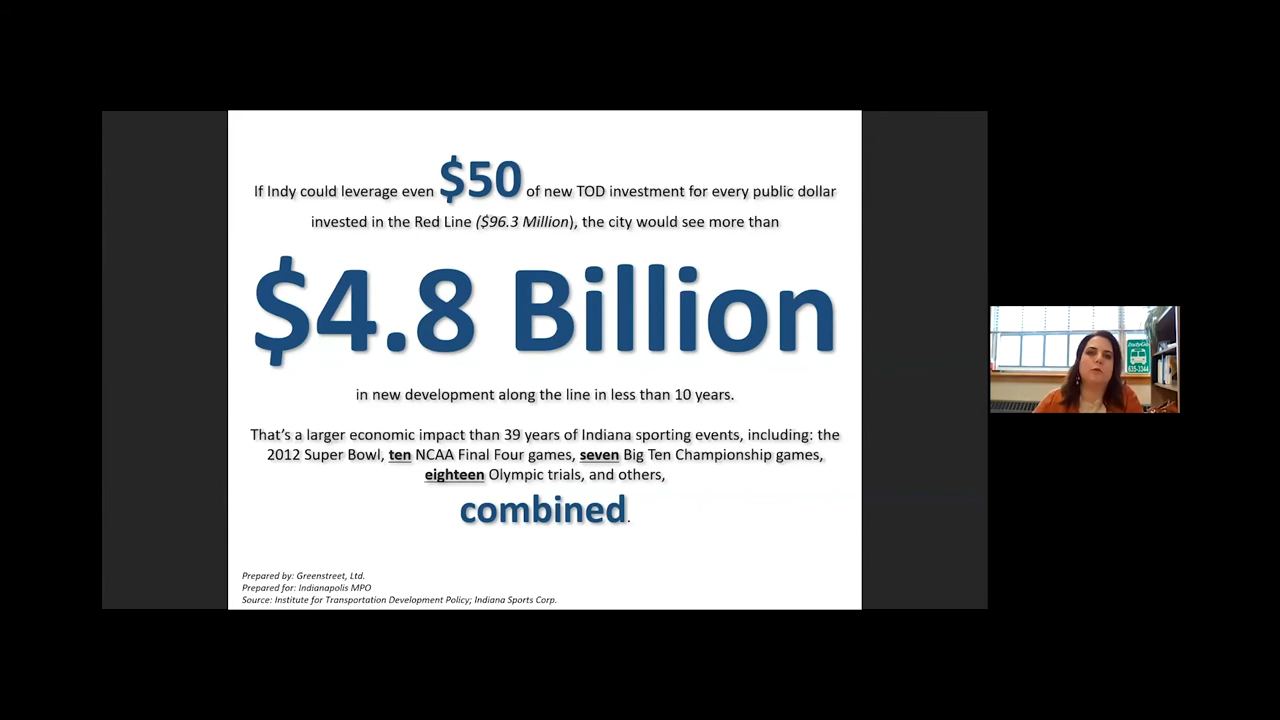 If Indy could leverage even $50 of new TOD investment for every public dollar
invested in the Red Line ($96.3 Million), the city would see more than
$4.8 Billion
in new development along the line in less than 10 years.
That's a larger economic impact than 39 years of Indiana sporting events, including: the
2012 Super Bowl, ten NCAA Final Four games, seven Big Ten Championship games,
eighteen Olympic trials, and others,
combined.
Prepared by: Greenstreet, Ltd.
Prepared for: Indianapolis MPO
Source: Institute for Transportation Development Policy; Indiana Sports Corp.
635-3344